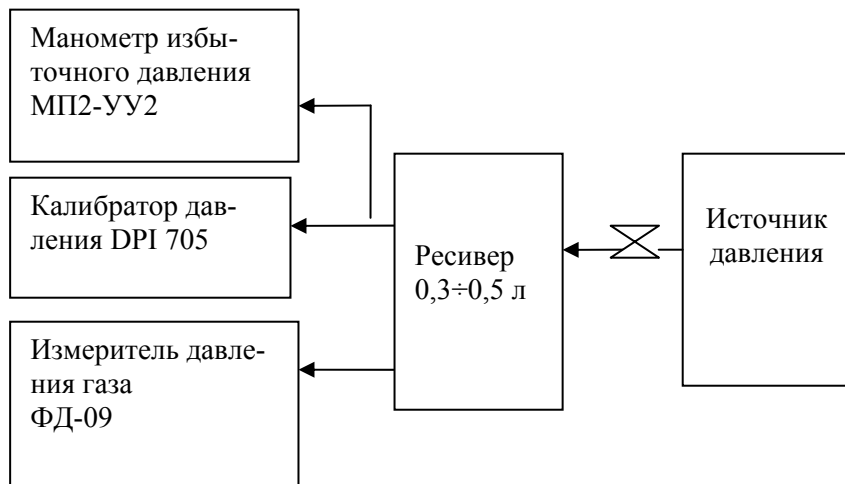 Манометр избы-
точного давления
МП2-УУ2
Калибратор дав-
ления DPI 705
Измеритель давле-
ния газа
ФД-09
Ресивер
0,3÷0,5 л
Источник
давления